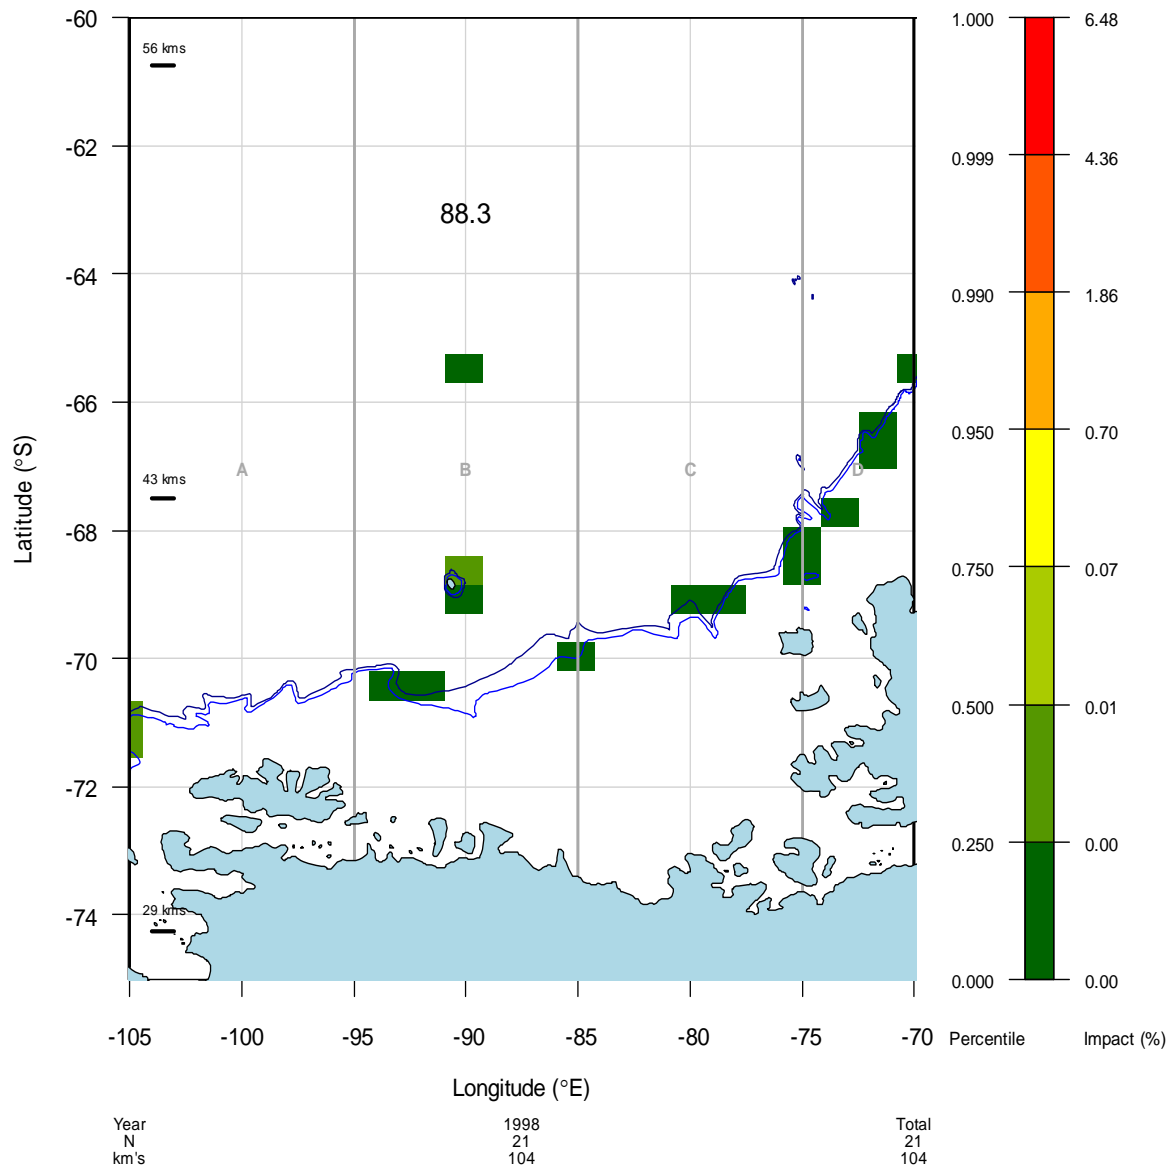 -60
-62
-64
-66
-68
-70
-72
-74
Latitude (°S)
56 kms
43 kms
29 kms
88.3
A
B
C
D
1.000
0.999
0.990
0.950
0.750
0.500
0.250
0.000
6.48
4.36
1.86
0.70
0.07
0.01
0.00
0.00
-105
-100
-95
-90
-85
-80
-75
-70
Percentile
Impact (%)
Longitude (°E)
Year 1998 Total
N 21 21
km's 104 104